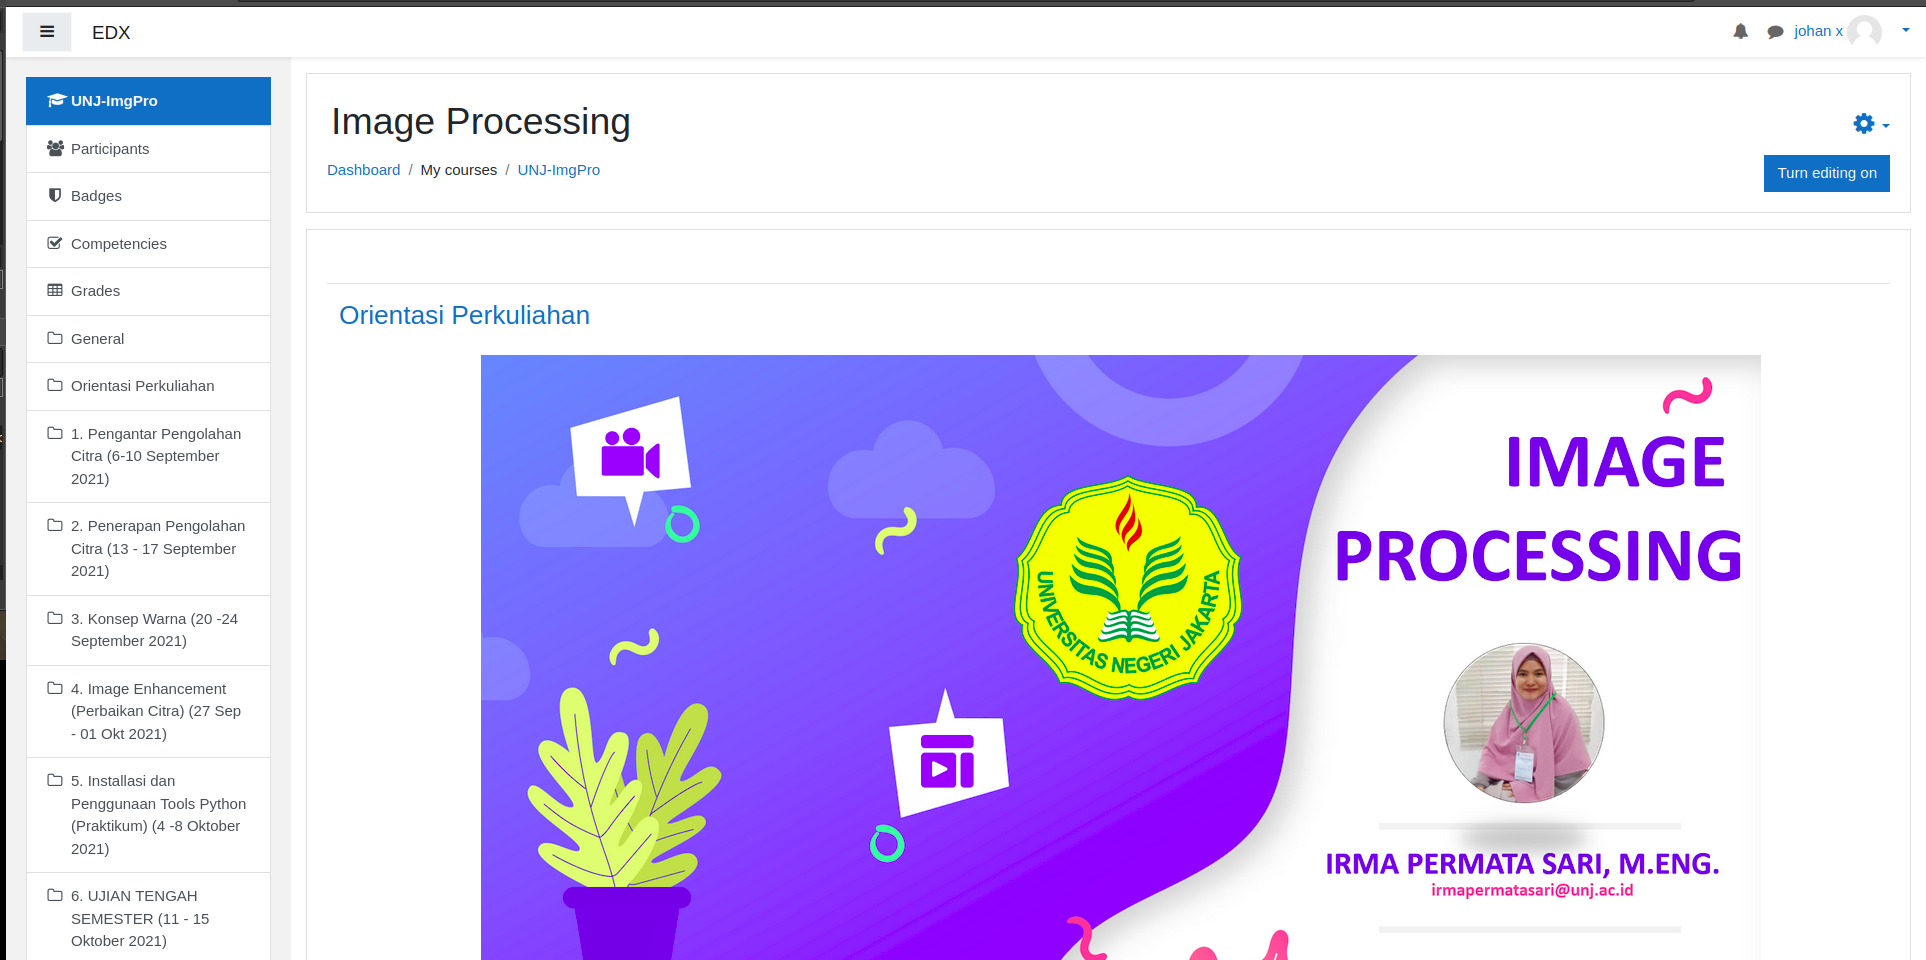 EDX
johan x
UNJ-ImgPro
Participants
Badges
Competencies
Grades
General
Orientasi Perkuliahan
1. Pengantar Pengolahan
Citra (6-10 September
2021)
2. Penerapan Pengolahan
Citra (13 - 17 September
2021)
3. Konsep Warna (20 -24
September 2021)
4. Image Enhancement
(Perbaikan Citra) (27 Sep
- 01 Okt 2021)
5. Installasi dan
Penggunaan Tools Python
(Praktikum) (4 -8 Oktober
2021)
6. UJIAN TENGAH
SEMESTER (11 - 15
Oktober 2021)
Image Processing
Dashboard / My courses / UNJ-ImgPro
Turn editing on
Orientasi Perkuliahan
UNIVERSITAS NEGERI JAKARTA
IMAGE
PROCESSING
IRMA PERMATA SARI, M.ENG.
irmapermatasari@unj.ac.id